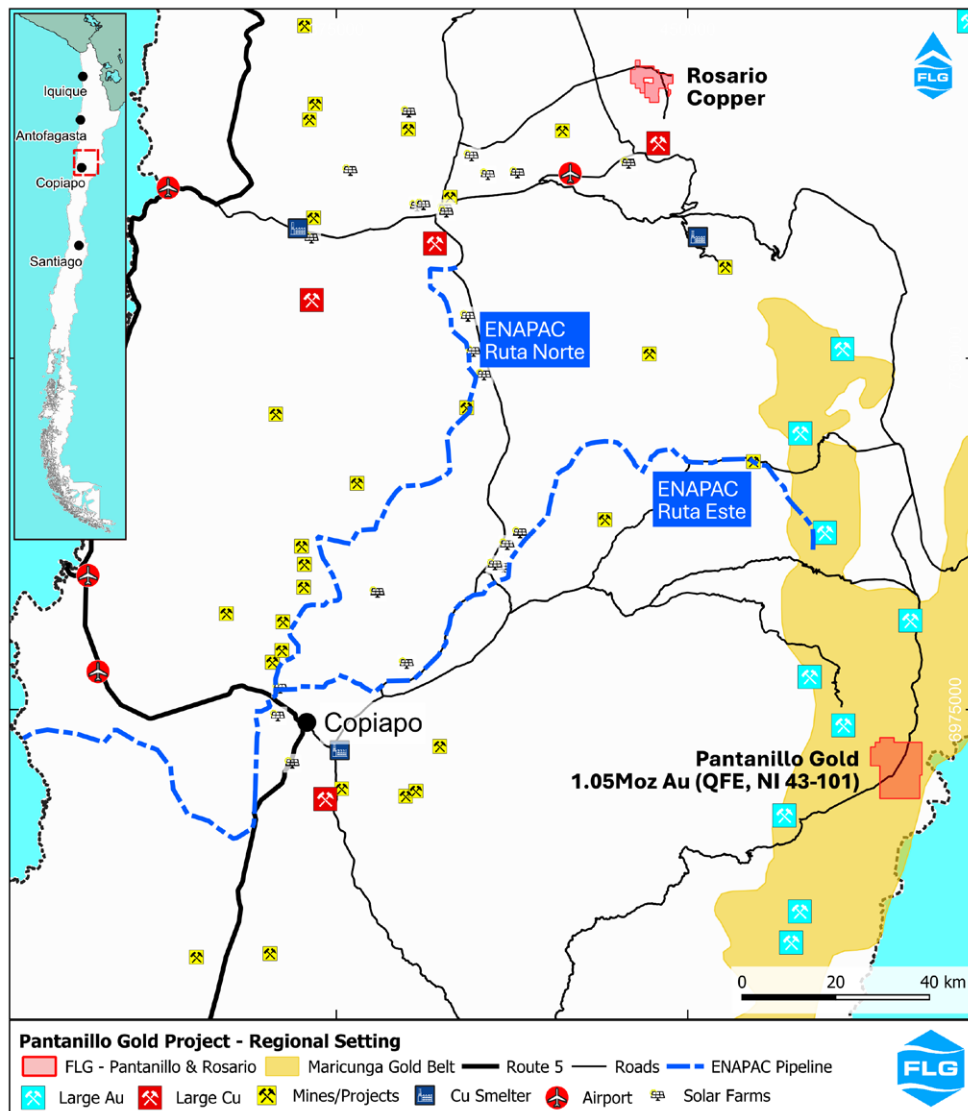 FLG
Iquique
Antofagasta
Copiapo
Santiago
Rosario
Copper
ENAPAC
Ruta Norte
ENAPAC
Ruta Este
Copiapo
6975000
Pantanillo Gold
1.05Moz Au (QFE, NI 43-101)
0 20 40 km
Pantanillo Gold Project - Regional Setting
FLG - Pantanillo & Rosario Maricunga Gold Belt Route 5 Roads ENAPAC Pipeline
Large Au Large Cu Mines/Projects Cu Smelter Airport Solar Farms
FLG